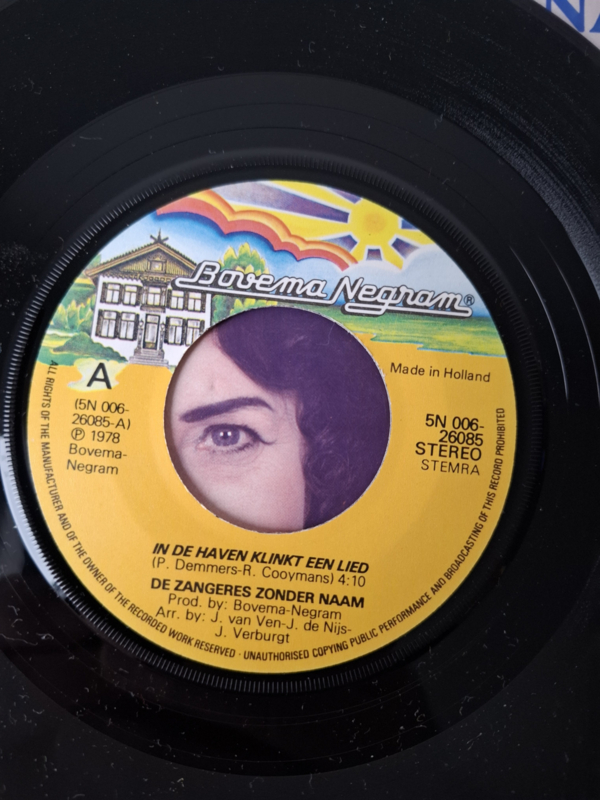 Bovema Negram®
A
Made in Holland
(5N 006-
26085-A)
Ⓟ 1978
Bovema-
Negram
5N 006-
26085
STEREO
STEMRA
IN DE HAVEN KLINKT EEN LIED
(P. Demmers-R. Cooymans) 4:10
DE ZANGERES ZONDER NAAM
Prod. by: Bovema-Negram
Arr. by: J. van Ven-J. de Nijs-
J. Verburgt
ALL RIGHTS OF THE MANUFACTURER AND OF THE OWNER OF THE RECORDED WORK RESERVED · UNAUTHORISED COPYING PUBLIC PERFORMANCE AND BROADCASTING OF THIS RECORD PROHIBITED